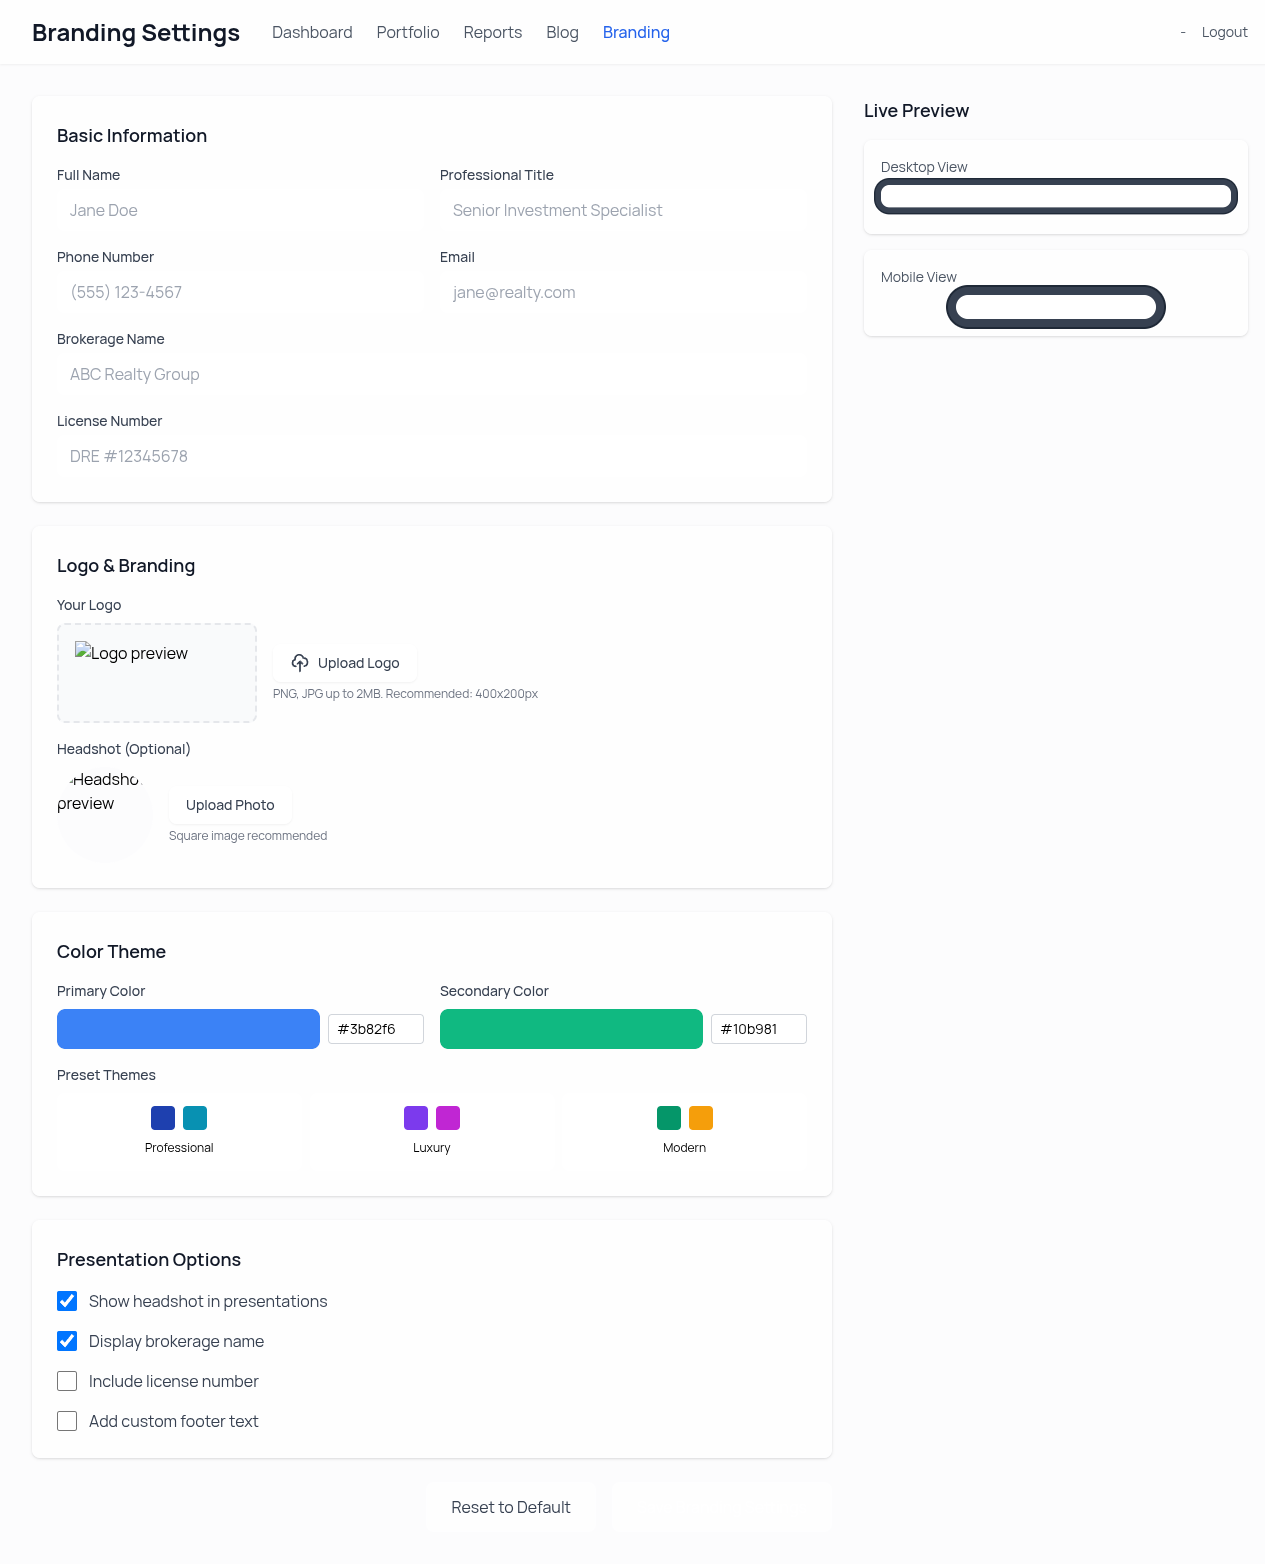 Branding Settings
Dashboard
Portfolio
Reports
Blog
Branding
-
Logout
Basic Information
Full Name
Professional Title
Jane Doe
Senior Investment Specialist
Phone Number
Email
(555) 123-4567
jane@realty.com
Brokerage Name
ABC Realty Group
License Number
DRE #12345678
Live Preview
Desktop View
Mobile View
Logo & Branding
Your Logo
Logo preview
Upload Logo
PNG, JPG up to 2MB. Recommended: 400x200px
Headshot (Optional)
Headshot
preview
Upload Photo
Square image recommended
Color Theme
Primary Color
Secondary Color
#3b82f6
#10b981
Preset Themes
Professional
Luxury
Modern
Presentation Options
Show headshot in presentations
Display brokerage name
Include license number
Add custom footer text
Reset to Default